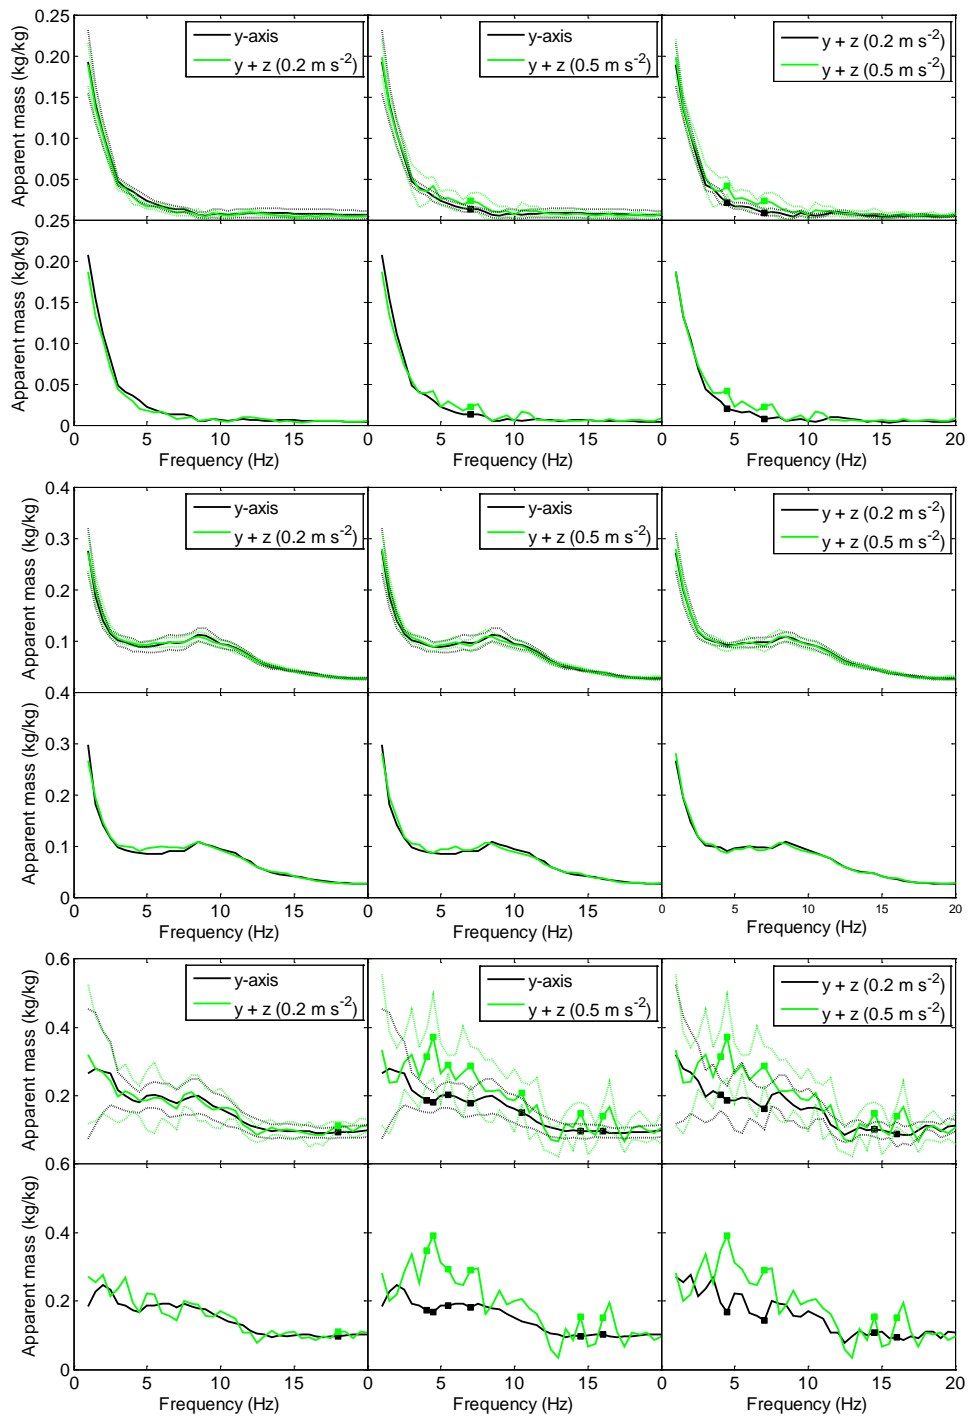 0.25
0.20
0.15
0.10
0.05
0.25
Apparent mass (kg/kg)
y-axis
y + z (0.2 m s⁻²)
y-axis
y + z (0.5 m s⁻²)
y + z (0.2 m s⁻²)
y + z (0.5 m s⁻²)
0.20
0.15
0.10
0.05
0
Apparent mass (kg/kg)
0 5 10 15 0 5 10 15 0 5 10 15 20
Frequency (Hz) Frequency (Hz) Frequency (Hz)
0.4
0.3
0.2
0.1
0.4
Apparent mass (kg/kg)
y-axis
y + z (0.2 m s⁻²)
y-axis
y + z (0.5 m s⁻²)
y + z (0.2 m s⁻²)
y + z (0.5 m s⁻²)
0.3
0.2
0.1
0
Apparent mass (kg/kg)
0 5 10 15 0 5 10 15 0 5 10 15 20
Frequency (Hz) Frequency (Hz) Frequency (Hz)
0.6
0.4
0.2
0.6
Apparent mass (kg/kg)
y-axis
y + z (0.2 m s⁻²)
y-axis
y + z (0.5 m s⁻²)
y + z (0.2 m s⁻²)
y + z (0.5 m s⁻²)
0.4
0.2
0
Apparent mass (kg/kg)
0 5 10 15 0 5 10 15 0 5 10 15 20
Frequency (Hz) Frequency (Hz) Frequency (Hz)